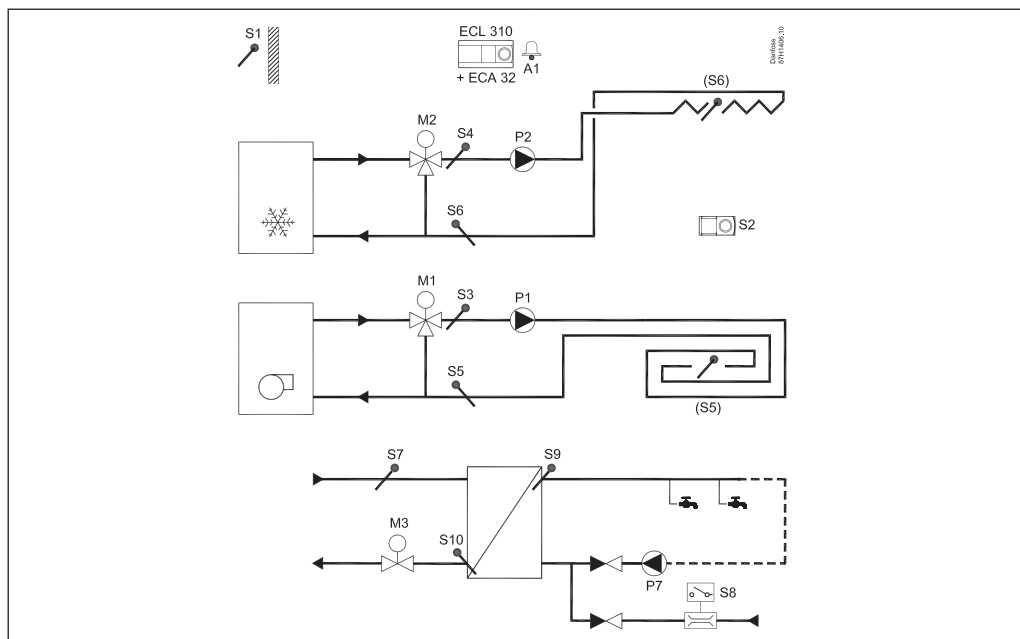 S1
ECL 310
+ ECA 32
A1
Danfoss
87H1406.10
(S6)
M2
S4
P2
S6
S2
M1
S3
P1
S5
(S5)
S7
S9
M3
S10
P7
S8